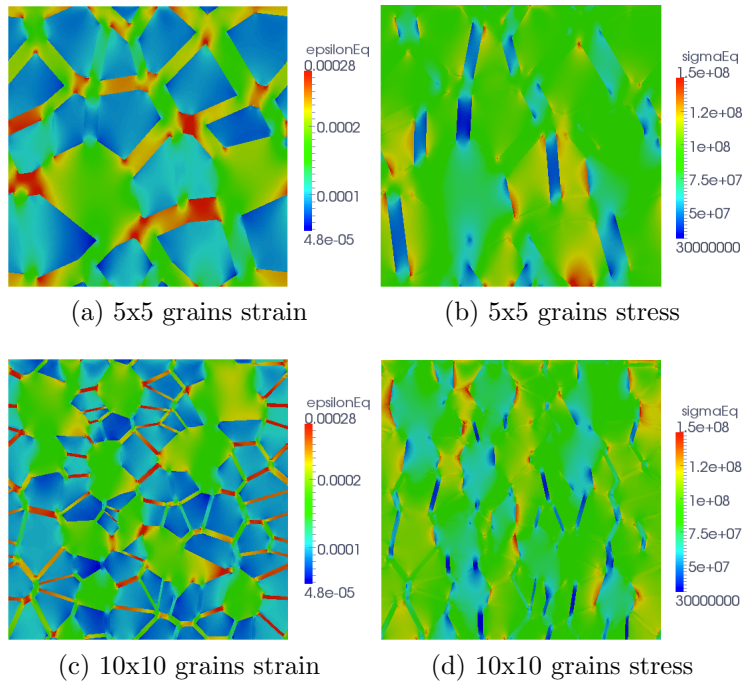 epsilonEq
0.00028
0.0002
0.0001
4.8e-05
sigmaEq
1.5e+08
1.2e+08
1e+08
7.5e+07
5e+07
30000000
(a) 5x5 grains strain
(b) 5x5 grains stress
epsilonEq
0.00028
0.0002
0.0001
4.8e-05
sigmaEq
1.5e+08
1.2e+08
1e+08
7.5e+07
5e+07
30000000
(c) 10x10 grains strain
(d) 10x10 grains stress